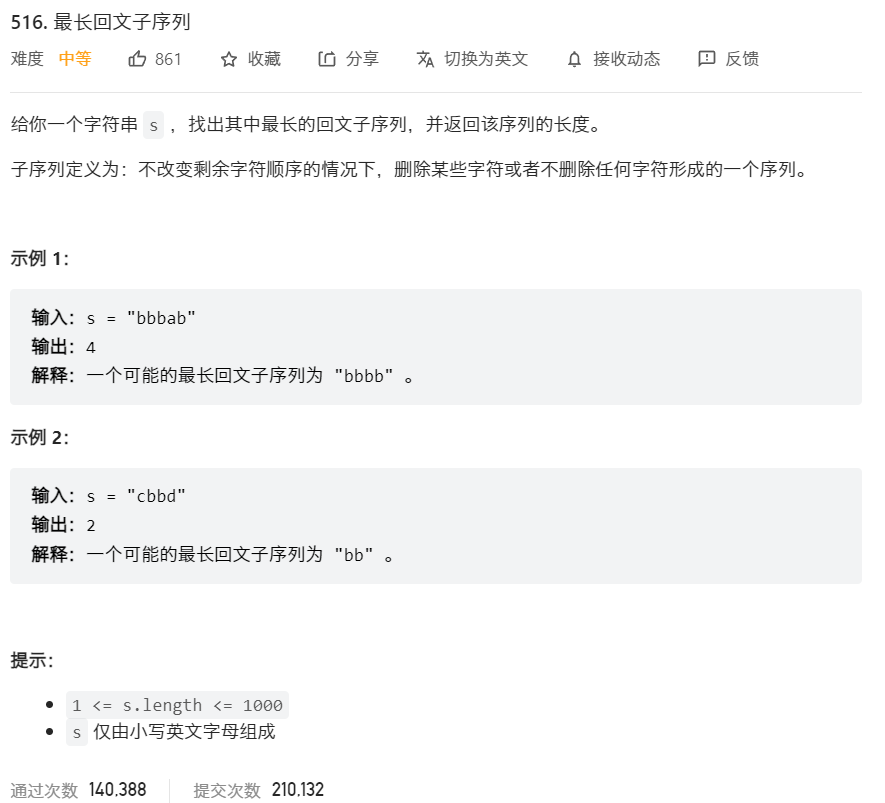 516. 最长回文子序列
难度 中等 861 收藏 分享 切换为英文 接收动态 反馈
给你一个字符串 s ，找出其中最长的回文子序列，并返回该序列的长度。
子序列定义为：不改变剩余字符顺序的情况下，删除某些字符或者不删除任何字符形成的一个序列。
示例 1：
输入：s = "bbbab"
输出：4
解释：一个可能的最长回文子序列为 "bbbb" 。
示例 2：
输入：s = "cbbd"
输出：2
解释：一个可能的最长回文子序列为 "bb" 。
提示：
1 <= s.length <= 1000
s 仅由小写英文字母组成
通过次数 140,388 提交次数 210,132